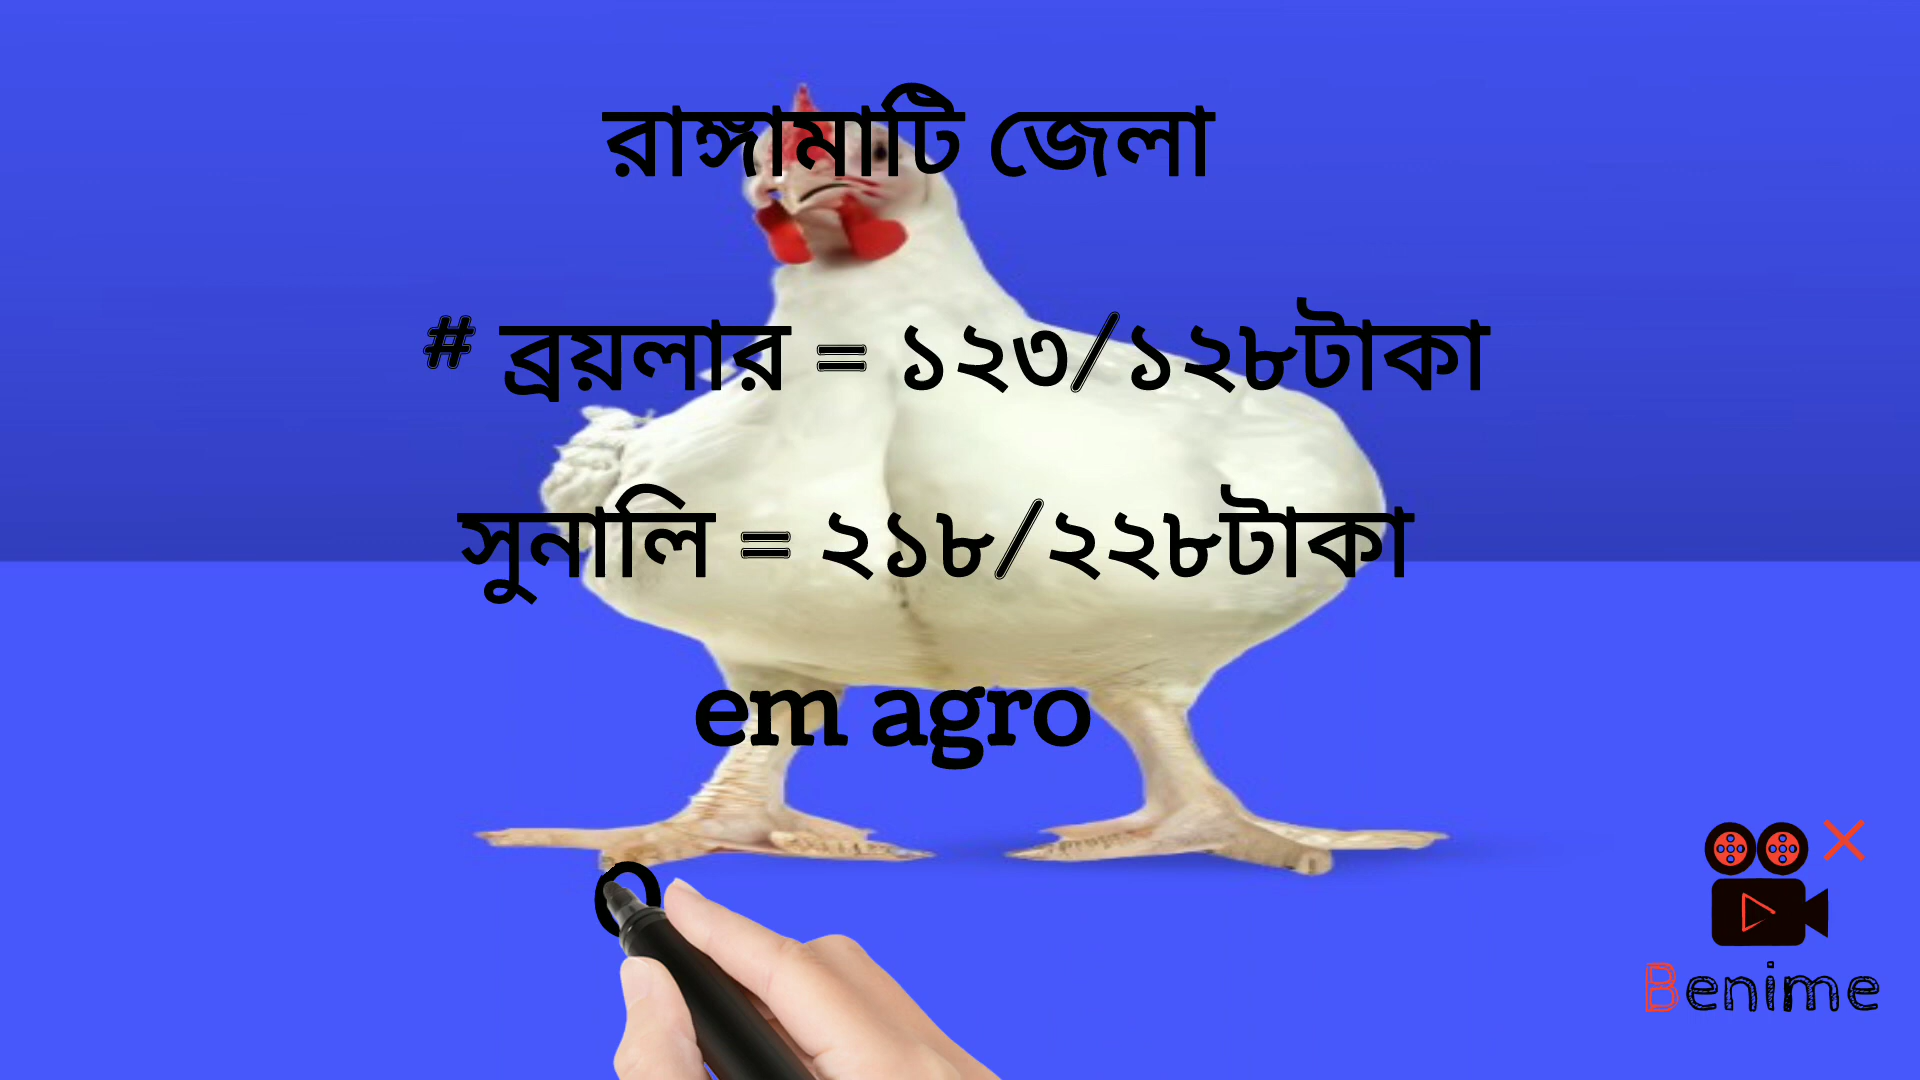 রাঙ্গামাটি জেলা
# ব্রয়লার = ১২৩/১২৮টাকা
সুনালি = ২১৮/২২৮টাকা
em agro
Benime